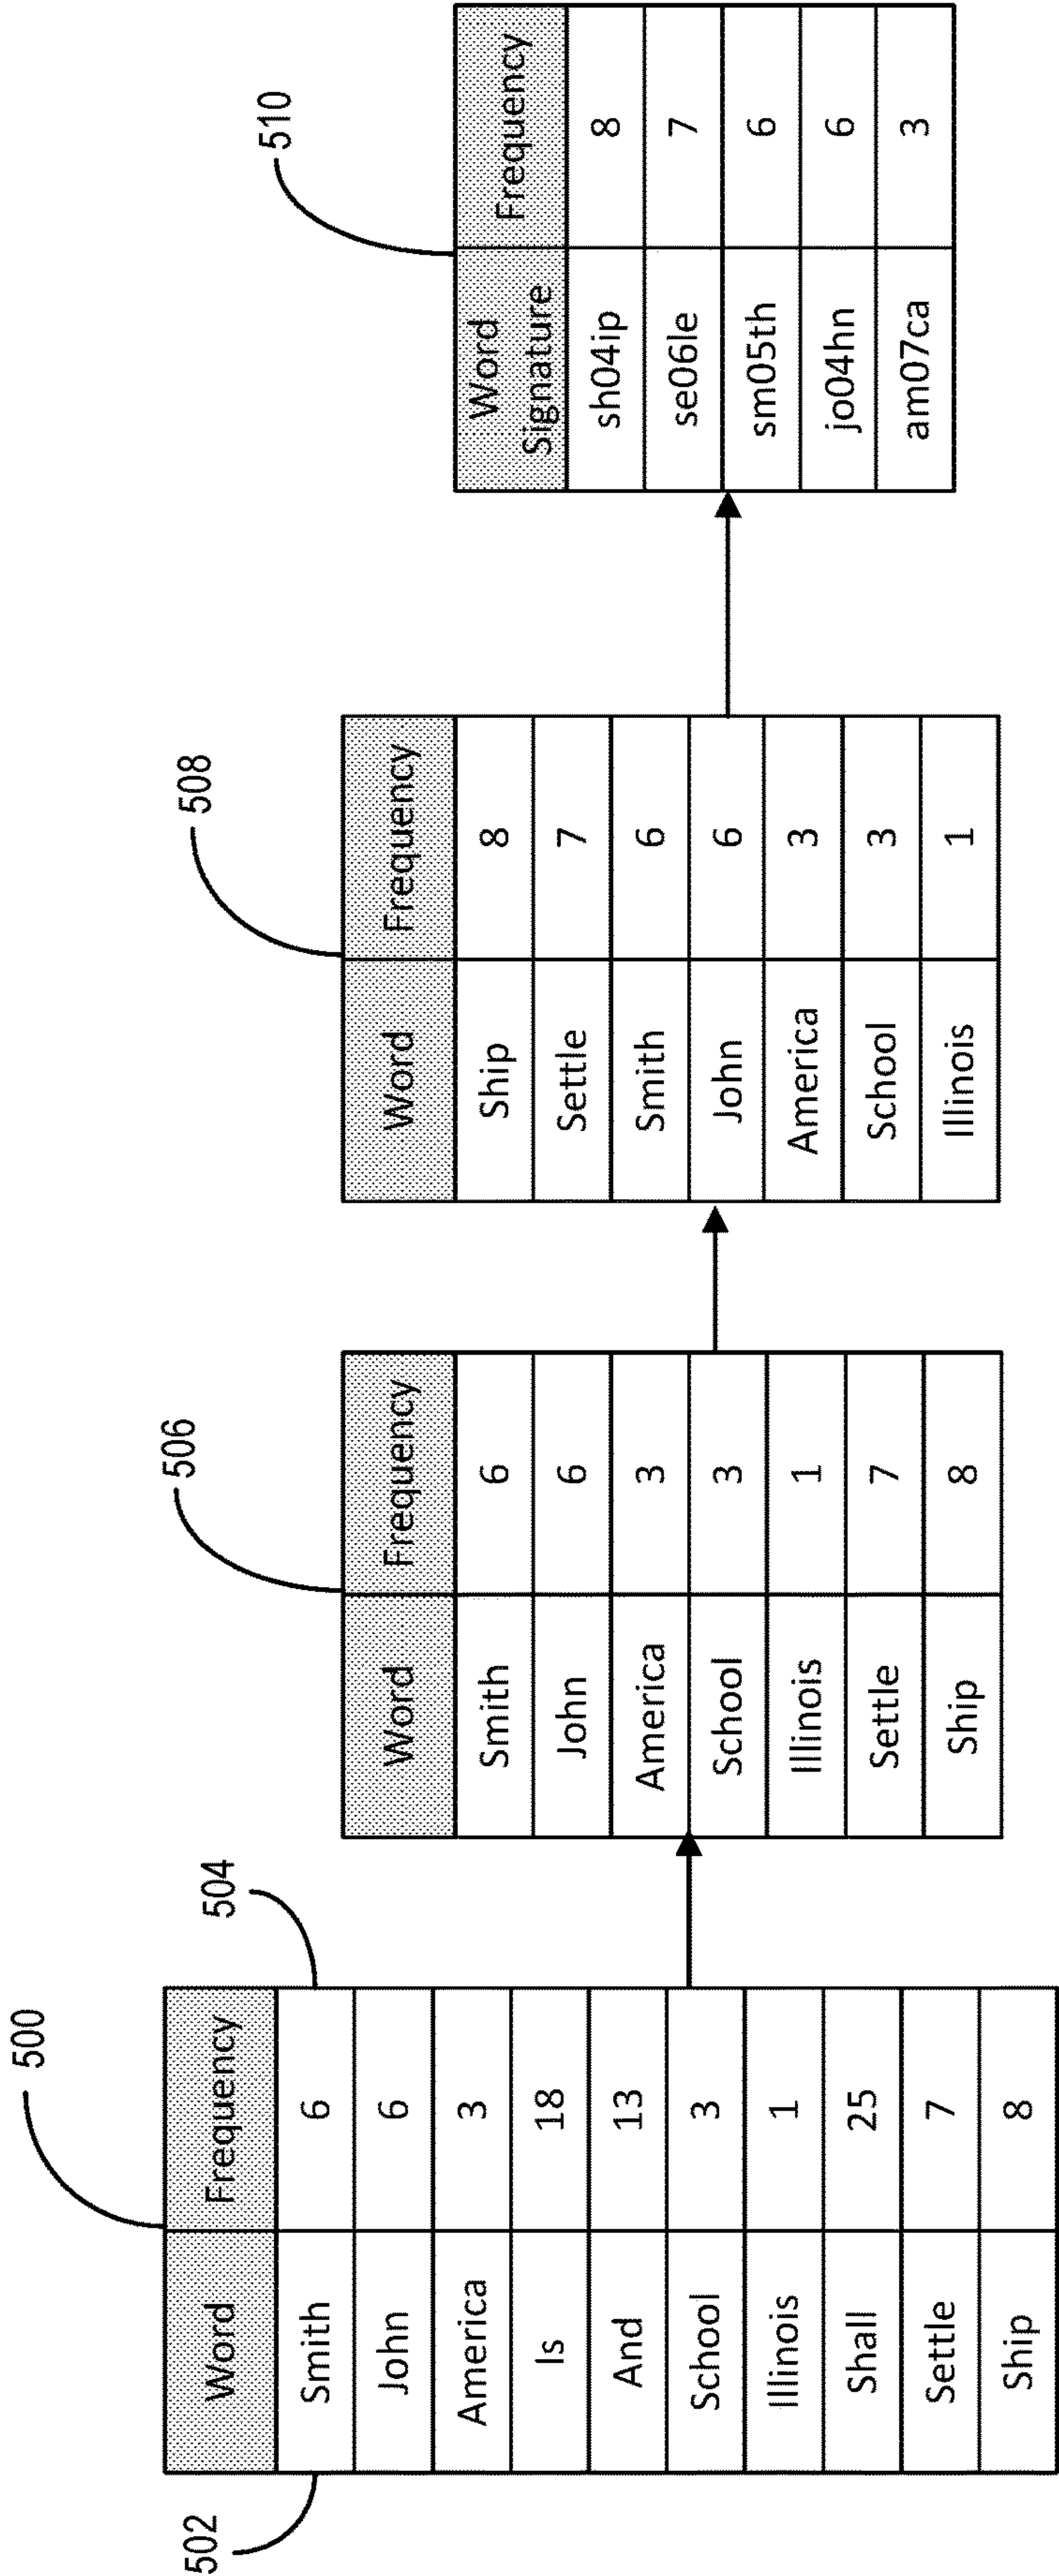 500
502
504
Word Frequency
Smith 6
John 6
America 3
Is 18
And 13
School 3
Illinois 1
Shall 25
Settle 7
Ship 8
506
Word Frequency
Smith 6
John 6
America 3
School 3
Illinois 1
Settle 7
Ship 8
508
Word Frequency
Ship 8
Settle 7
Smith 6
John 6
America 3
School 3
Illinois 1
510
Word
Signature
Frequency
sh04ip 8
se06le 7
sm05th 6
jo04hn 6
am07ca 3